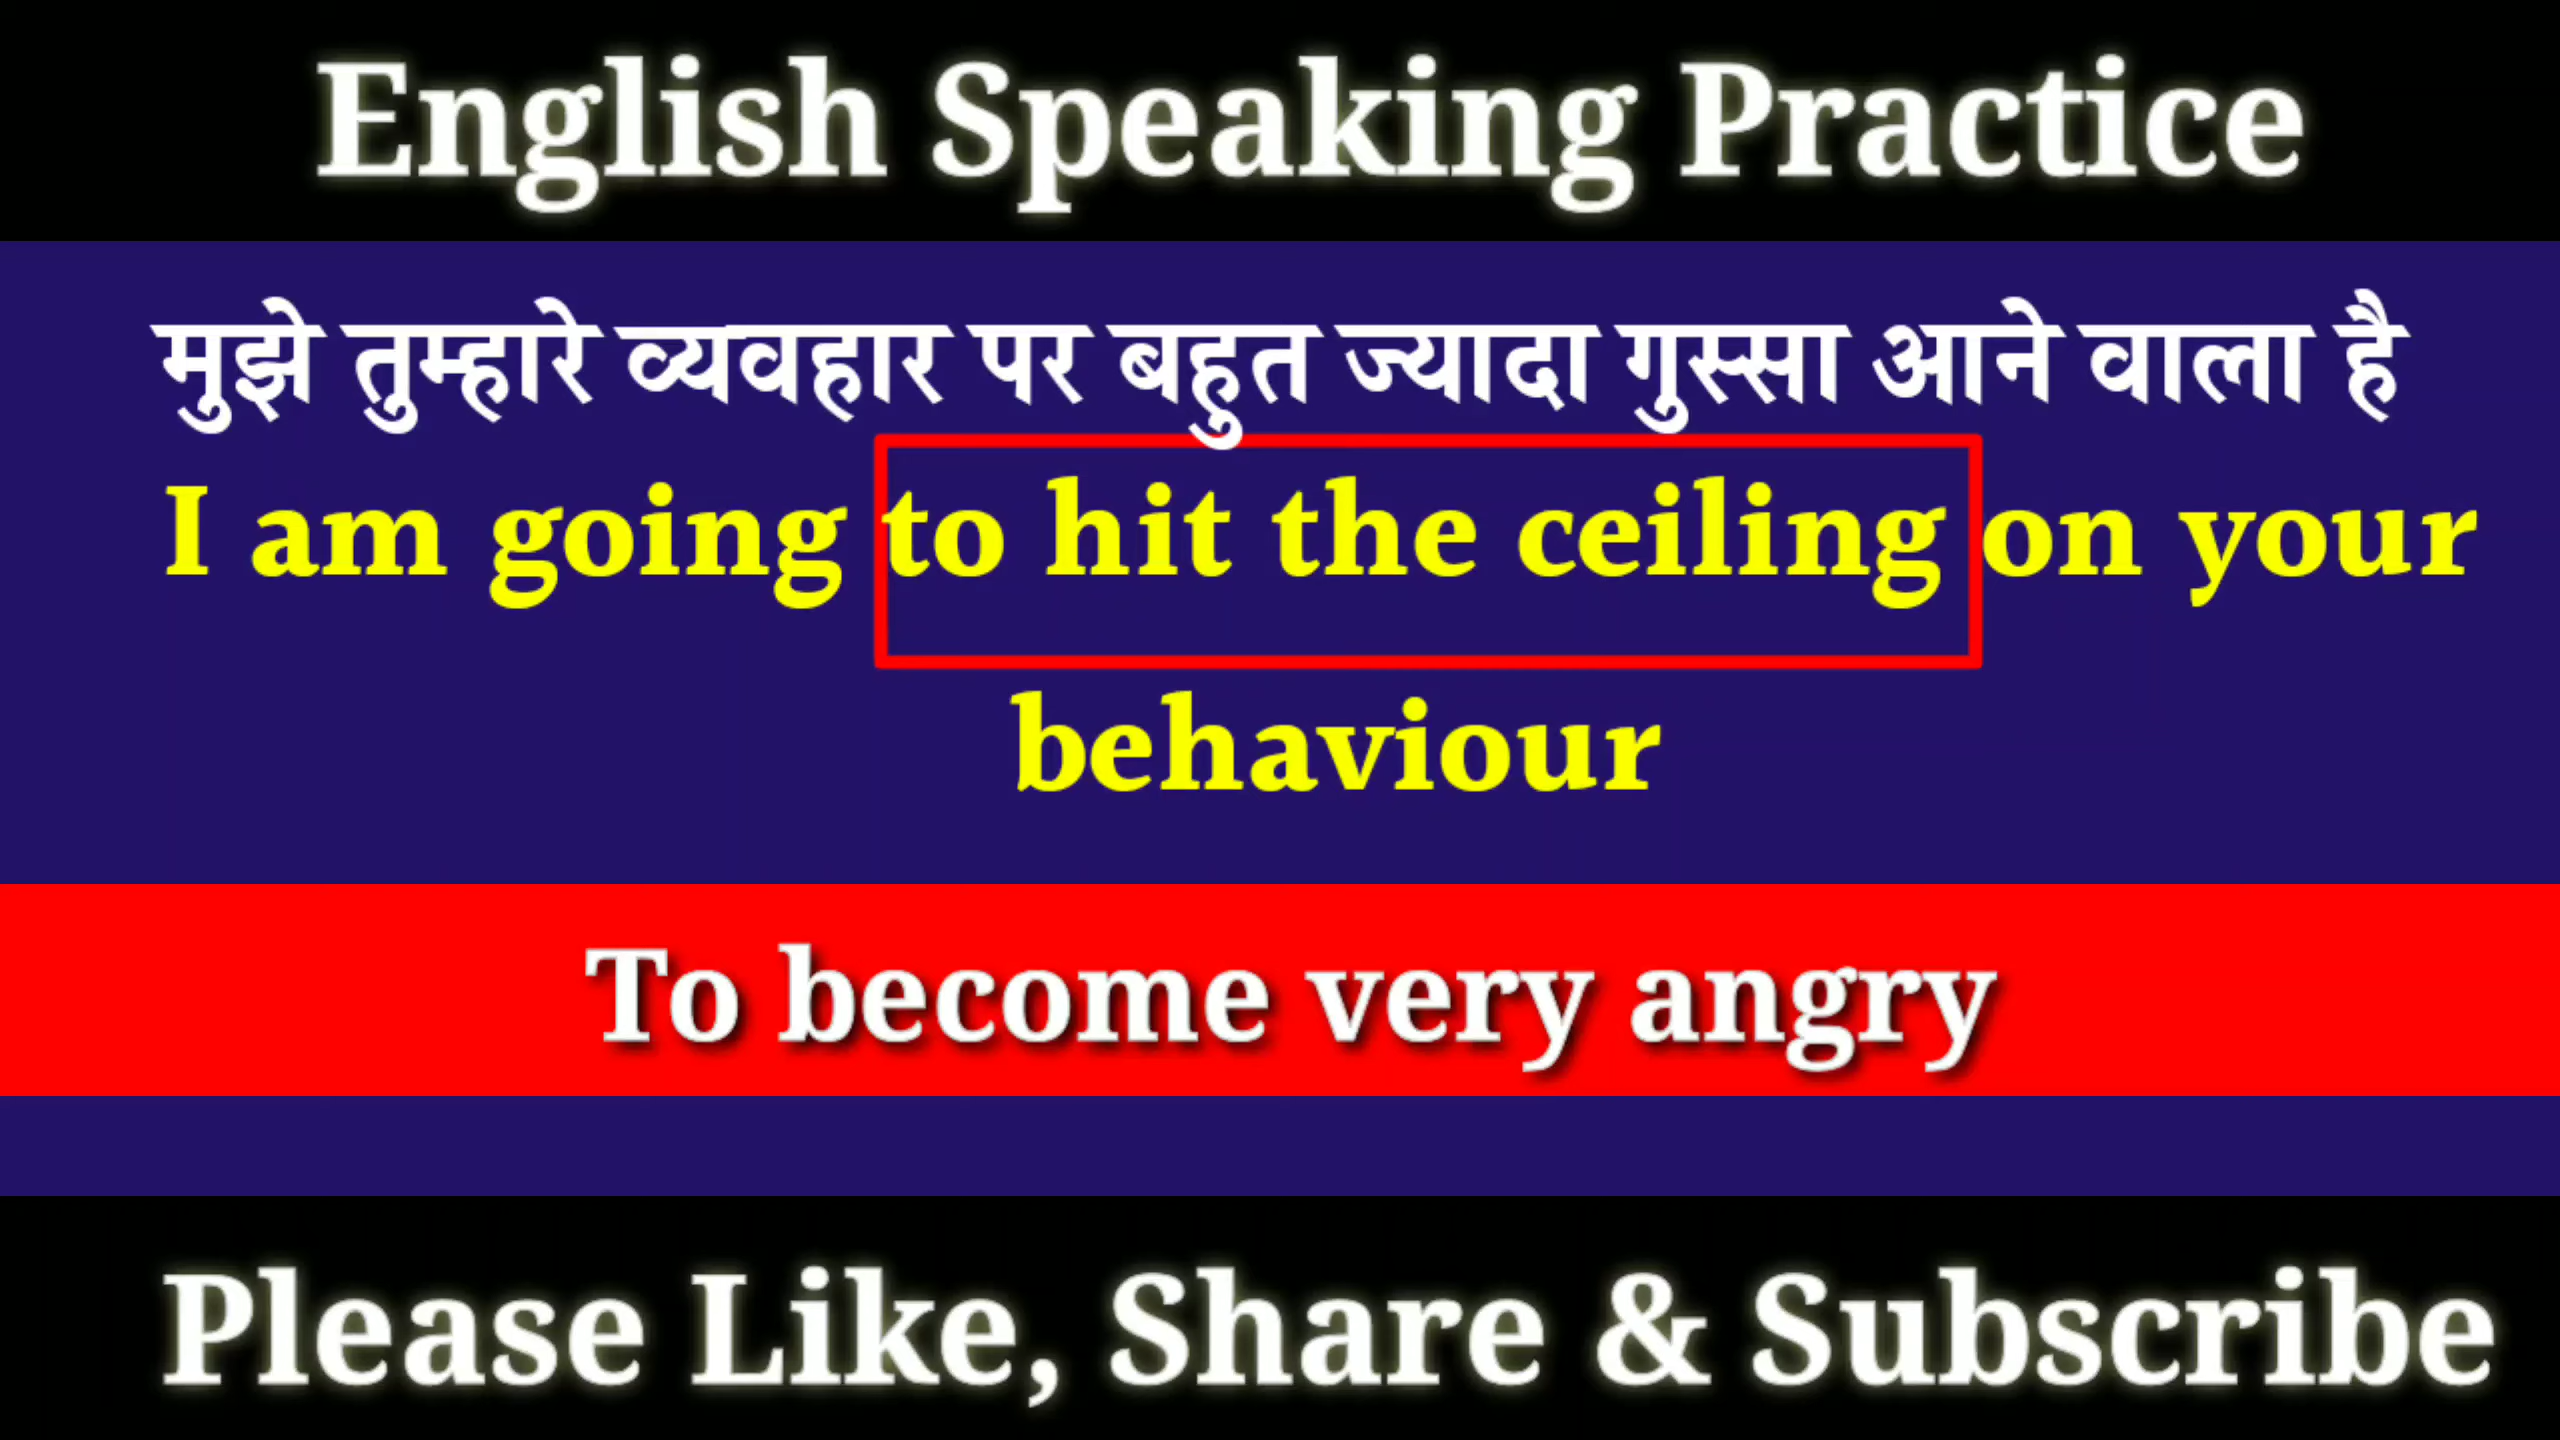 English Speaking Practice
मुझे तुम्हारे व्यवहार पर बहुत ज्यादा गुस्सा आने वाला है
I am going to hit the ceiling on your
behaviour
To become very angry
Please Like, Share & Subscribe